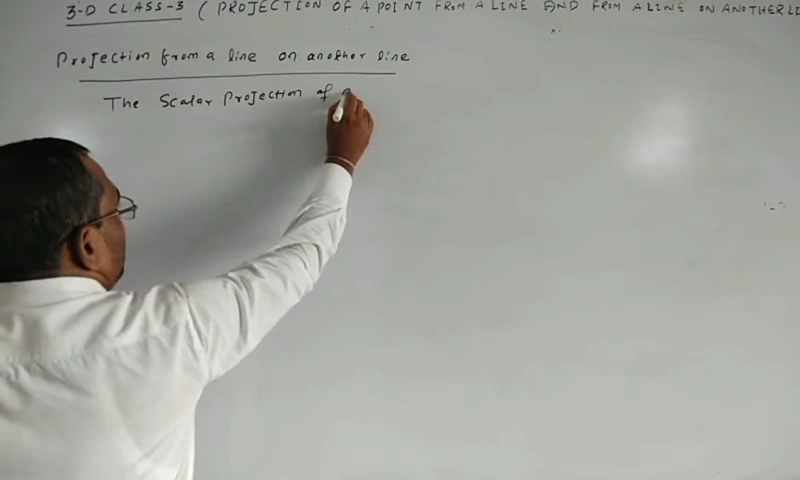 3-D CLASS-3 ( PROJECTION OF A POINT FROM A LINE AND FROM A LINE ON ANOTHER LI
Projection from a line on another line
The Scalar Projection of a